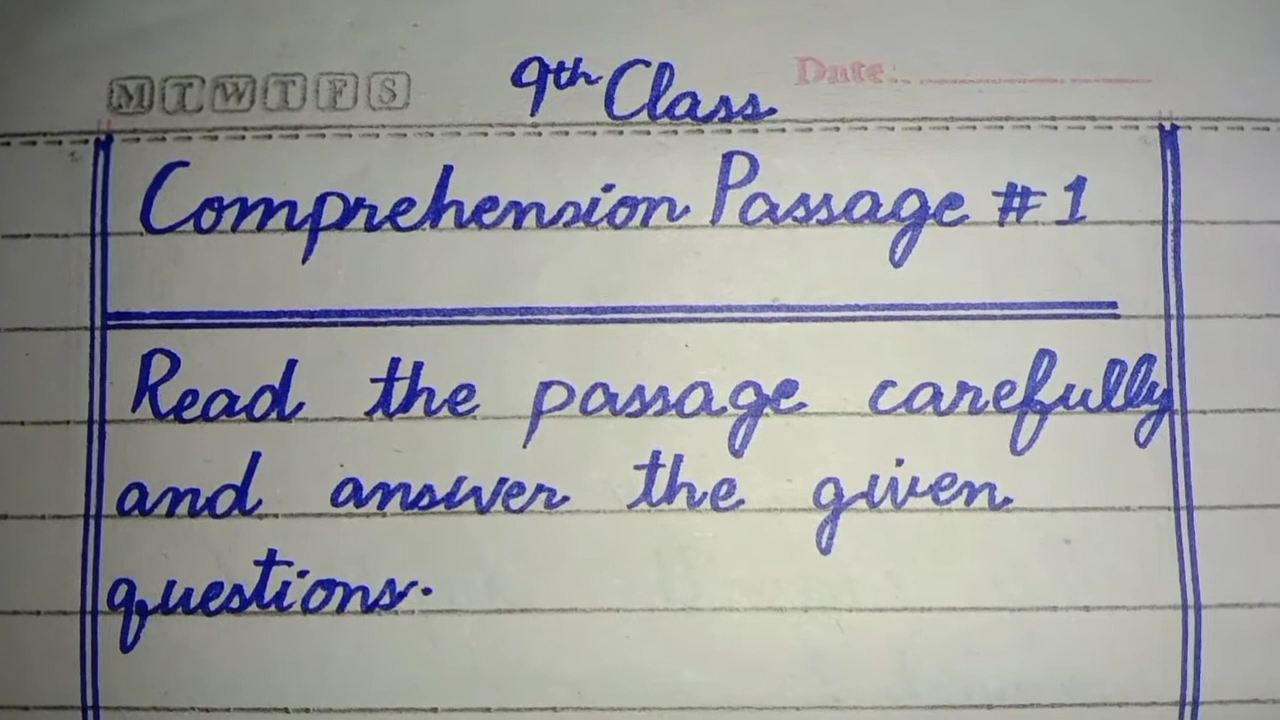 M T W T F S
9th Class
Date:
Comprehension Passage #1
Read the passage carefully
and answer the given
questions.